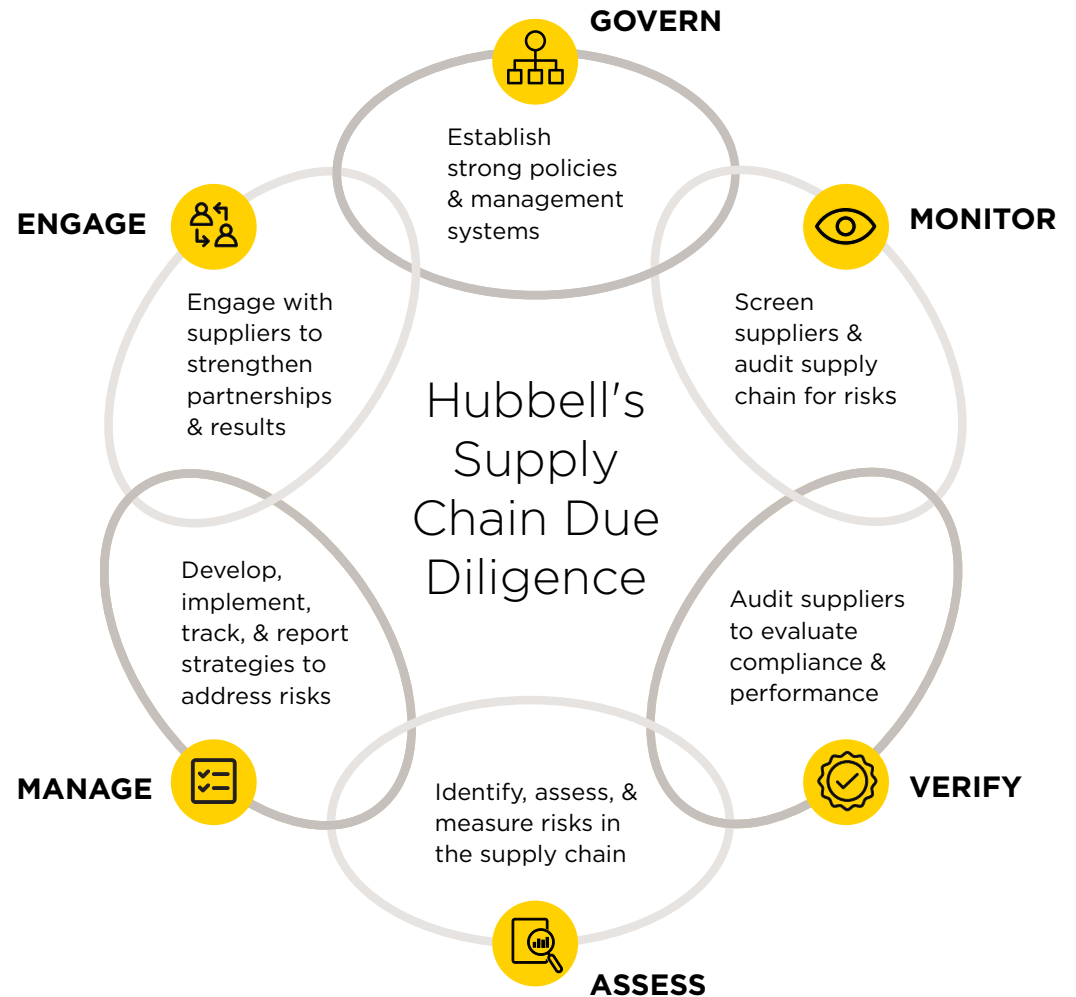 GOVERN
Establish
strong policies
& management
systems
MONITOR
Screen
suppliers &
audit supply
chain for risks
VERIFY
Audit suppliers
to evaluate
compliance &
performance
ASSESS
Identify, assess, &
measure risks in
the supply chain
MANAGE
Develop,
implement,
track, & report
strategies to
address risks
ENGAGE
Engage with
suppliers to
strengthen
partnerships
& results
Hubbell's
Supply
Chain Due
Diligence